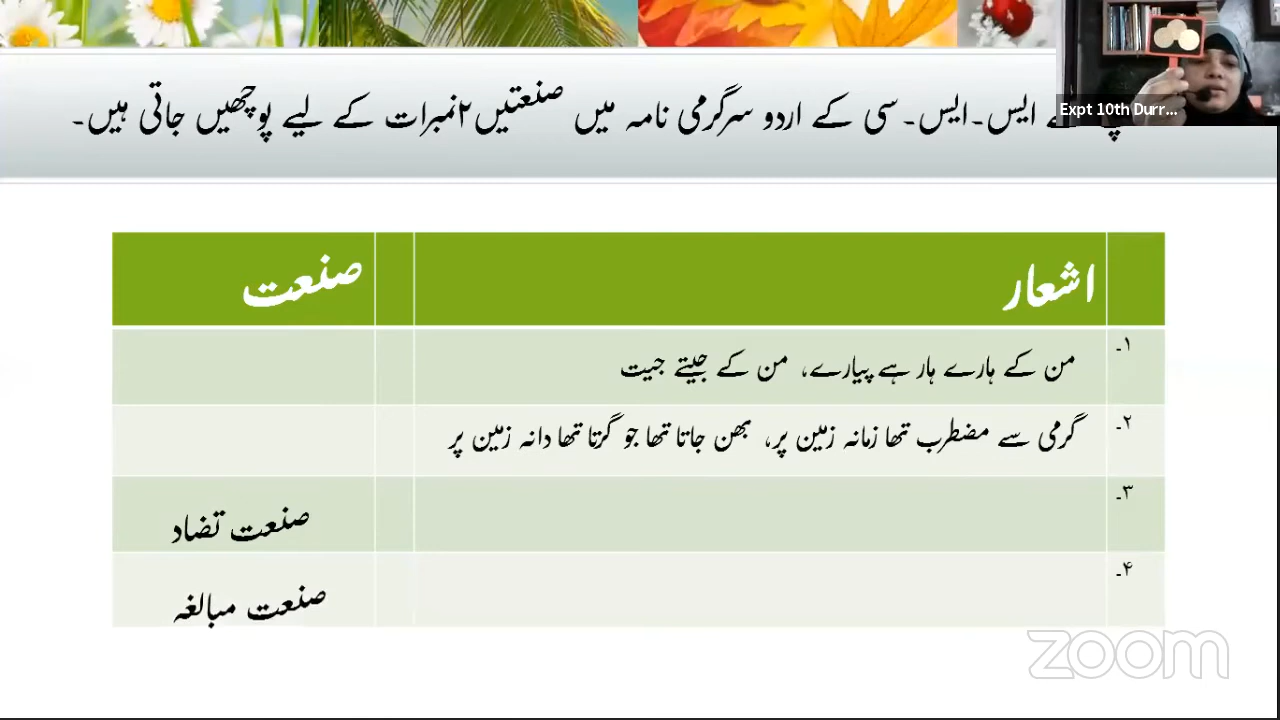 ایس۔ایس۔سی کے اردو سرگرمی نامہ میں صنعتیں ۲نمبرات کے لیے پوچھیں جاتی ہیں۔
Expt 10th Durr...
اشعار صنعت
۱۔ من کے ہارے ہار ہے پیارے، من کے جیتے جیت
۲۔ گرمی سے مضطرب تھا زمانہ زمین پر، بھن جاتا تھا جو گرتا تھا دانہ زمین پر
۳۔ صنعت تضاد
۴۔ صنعت مبالغہ
zoom